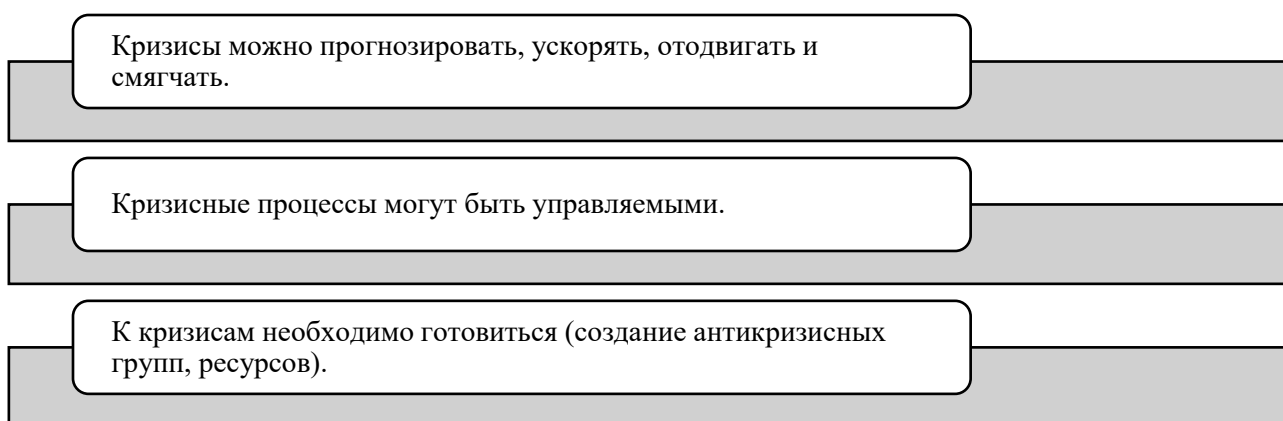 Кризисы можно прогнозировать, ускорять, отодвигать и
смягчать.
Кризисные процессы могут быть управляемыми.
К кризисам необходимо готовиться (создание антикризисных
групп, ресурсов).